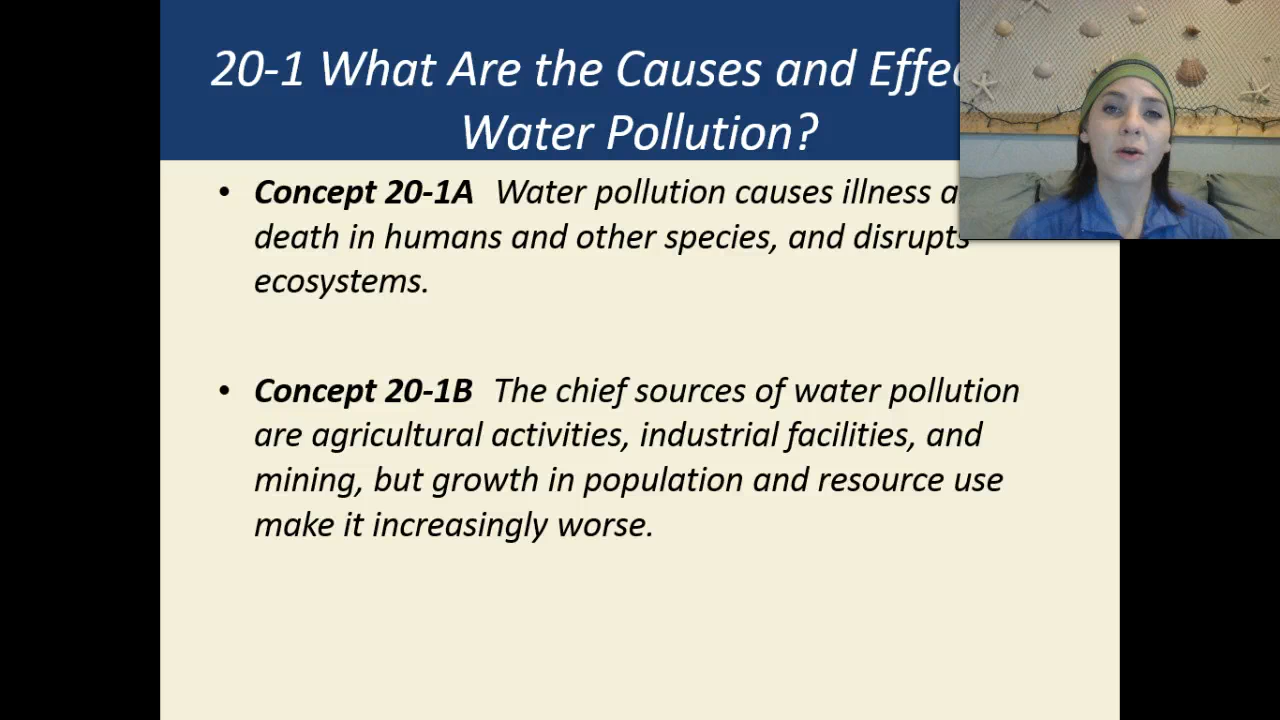 20-1 What Are the Causes and
Water Pollution?
• Concept 20-1A Water pollution causes illness
death in humans and other species, and disrupts
ecosystems.
• Concept 20-1B The chief sources of water pollution
are agricultural activities, industrial facilities, and
mining, but growth in population and resource use
make it increasingly worse.